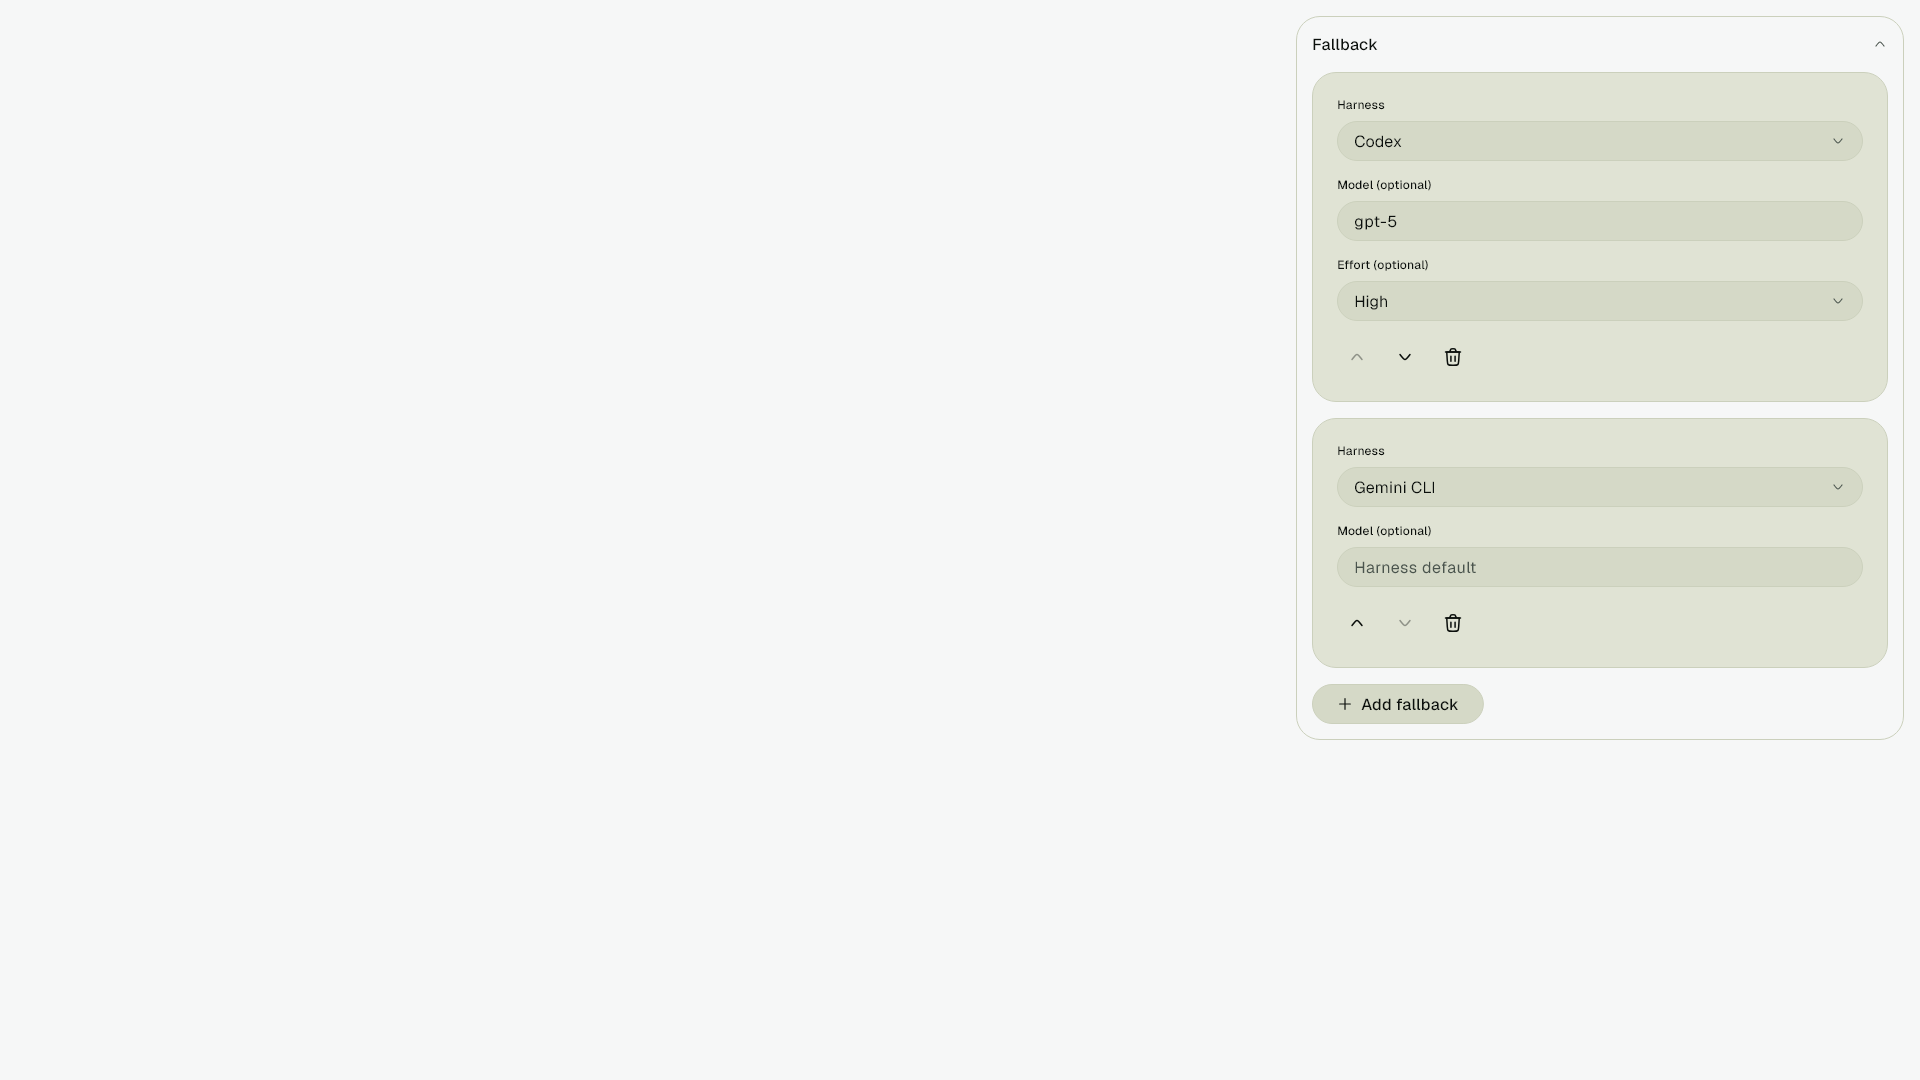 Fallback
Harness
Codex
Model (optional)
gpt-5
Effort (optional)
High
Harness
Gemini CLI
Model (optional)
Harness default
Add fallback